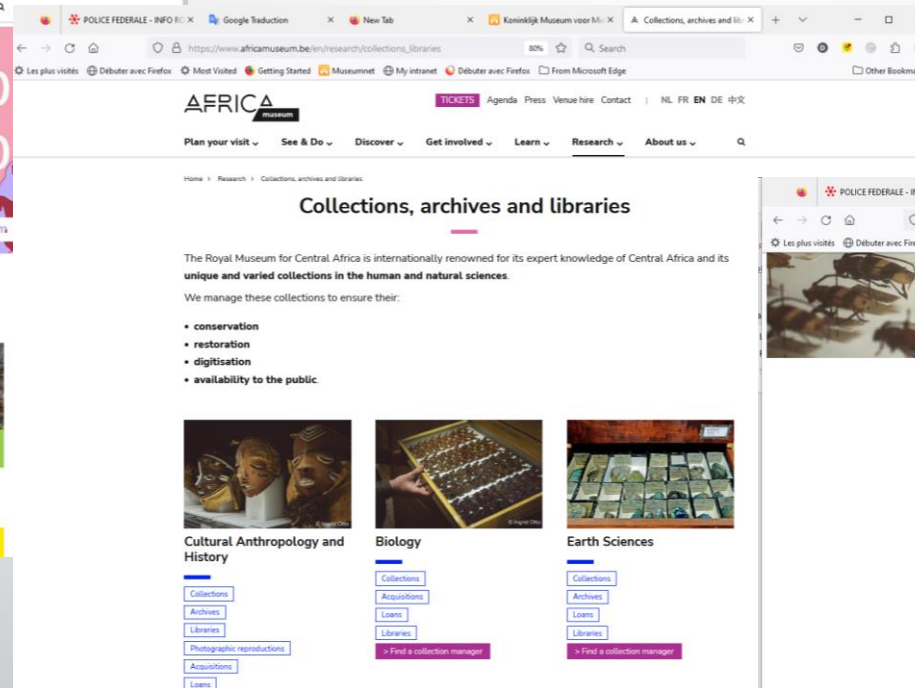 POLICE FEDERALE - INFO RO
Google Traduction
New Tab
Koninklijk Museum voor Mi
Collections, archives and lib
https://www.africamuseum.be/en/research/collections_libraries
80%
Search
Les plus visités
Débuter avec Firefox
Most Visited
Getting Started
Museumnet
My intranet
Débuter avec Firefox
From Microsoft Edge
Other Bookma
AFRICA museum
TICKETS Agenda Press Venue hire Contact | NL FR EN DE 中文
Plan your visit See & Do Discover Get involved Learn Research About us
Home > Research > Collections, archives and libraries
Collections, archives and libraries
The Royal Museum for Central Africa is internationally renowned for its expert knowledge of Central Africa and its
unique and varied collections in the human and natural sciences.
We manage these collections to ensure their:
• conservation
• restoration
• digitisation
• availability to the public.
© Ingrid Otto
© Ingrid Otto
Cultural Anthropology and
History
Collections
Archives
Libraries
Photographic reproductions
Acquisitions
Loans
Biology
Collections
Acquisitions
Loans
Libraries
> Find a collection manager
Earth Sciences
Collections
Archives
Loans
Libraries
> Find a collection manager
POLICE FEDERALE - IN
Les plus visités
Débuter avec Fire